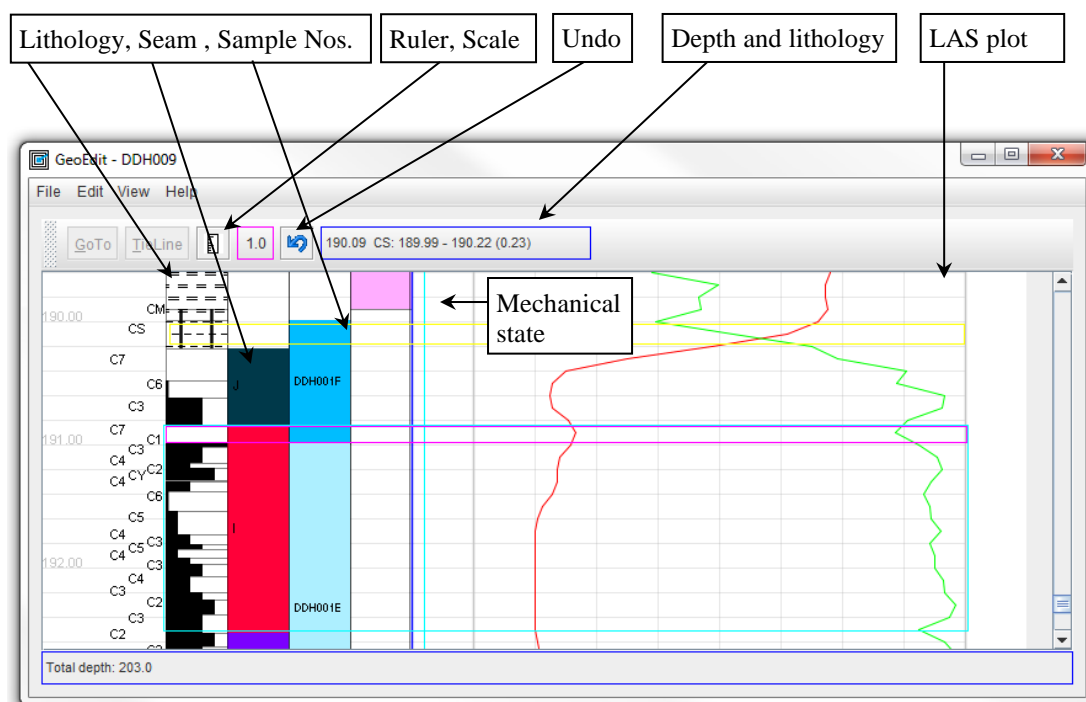 Lithology, Seam , Sample Nos.
Ruler, Scale
Undo
Depth and lithology
LAS plot
GeoEdit - DDH009
File Edit View Help
GoTo
TieLine
1.0
190.09 CS: 189.99 - 190.22 (0.23)
Mechanical
state
CM
190.00
CS
C7
C6
J
DDH001F
C3
C7
191.00
C1
C3
C4
C2
CY
C4
C6
C5
I
C4
C3
C5
C4
C3
192.00
C4
C3
C2
DDH001E
C3
C2
Total depth: 203.0